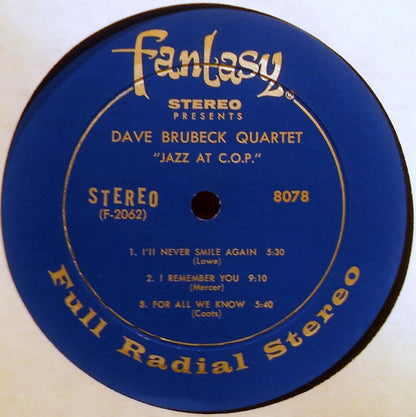 Fantasy®
STEREO
PRESENTS
DAVE BRUBECK QUARTET
"JAZZ AT C.O.P."
STEREO
(F-2062)
8078
1. I'll NEVER SMILE AGAIN 5:30
(Lowe)
2. I REMEMBER YOU 9:10
(Mercer)
3. FOR ALL WE KNOW 5:40
(Coots)
Full Radial Stereo